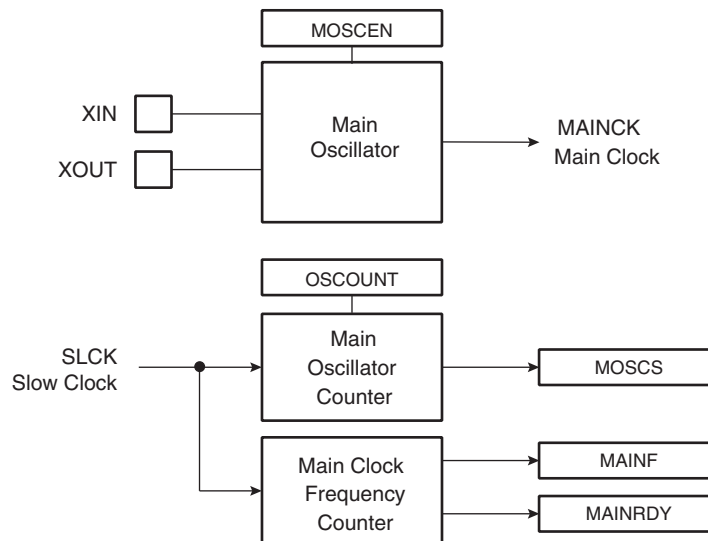 MOSCEN
XIN
XOUT
Main
Oscillator
MAINCK
Main Clock
OSCOUNT
SLCK
Slow Clock
Main
Oscillator
Counter
MOSCS
Main Clock
Frequency
Counter
MAINF
MAINRDY